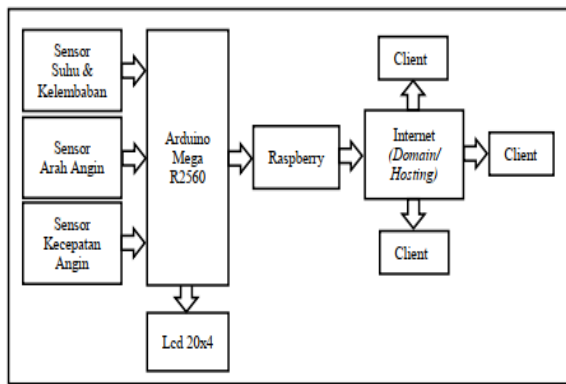 Sensor
Suhu &
Kelembaban
Sensor
Arah Angin
Sensor
Kecepatan
Angin
Arduino
Mega
R2560
Lcd 20x4
Raspberry
Client
Internet
(Domain/
Hosting)
Client
Client